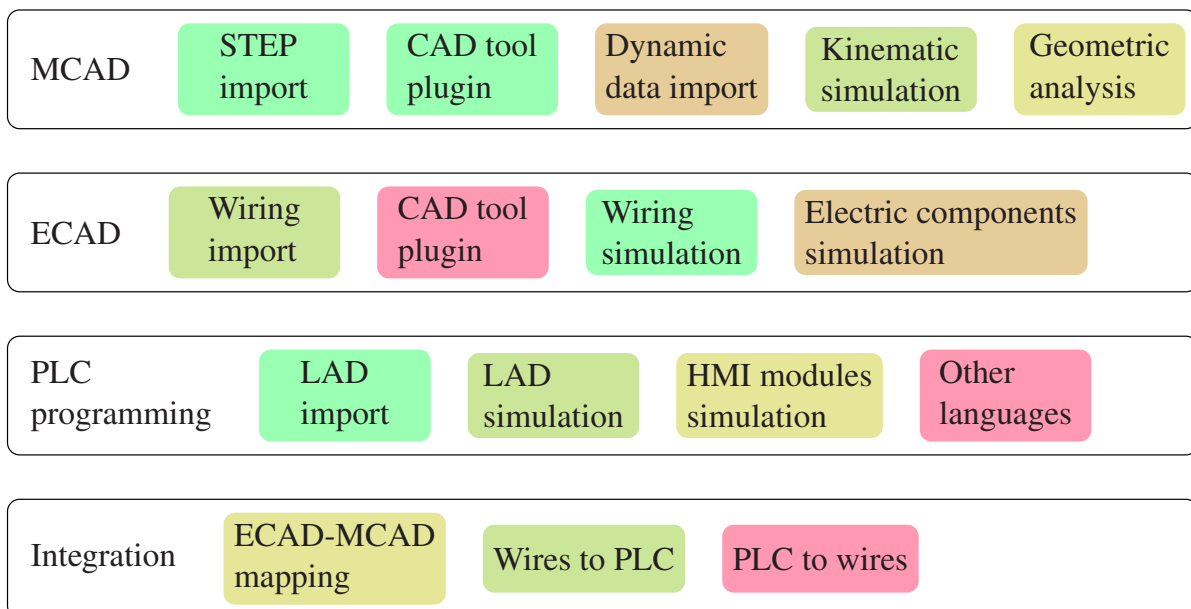 MCAD
STEP
import
CAD tool
plugin
Dynamic
data import
Kinematic
simulation
Geometric
analysis
ECAD
Wiring
import
CAD tool
plugin
Wiring
simulation
Electric components
simulation
PLC
programming
LAD
import
LAD
simulation
HMI modules
simulation
Other
languages
Integration
ECAD-MCAD
mapping
Wires to PLC
PLC to wires